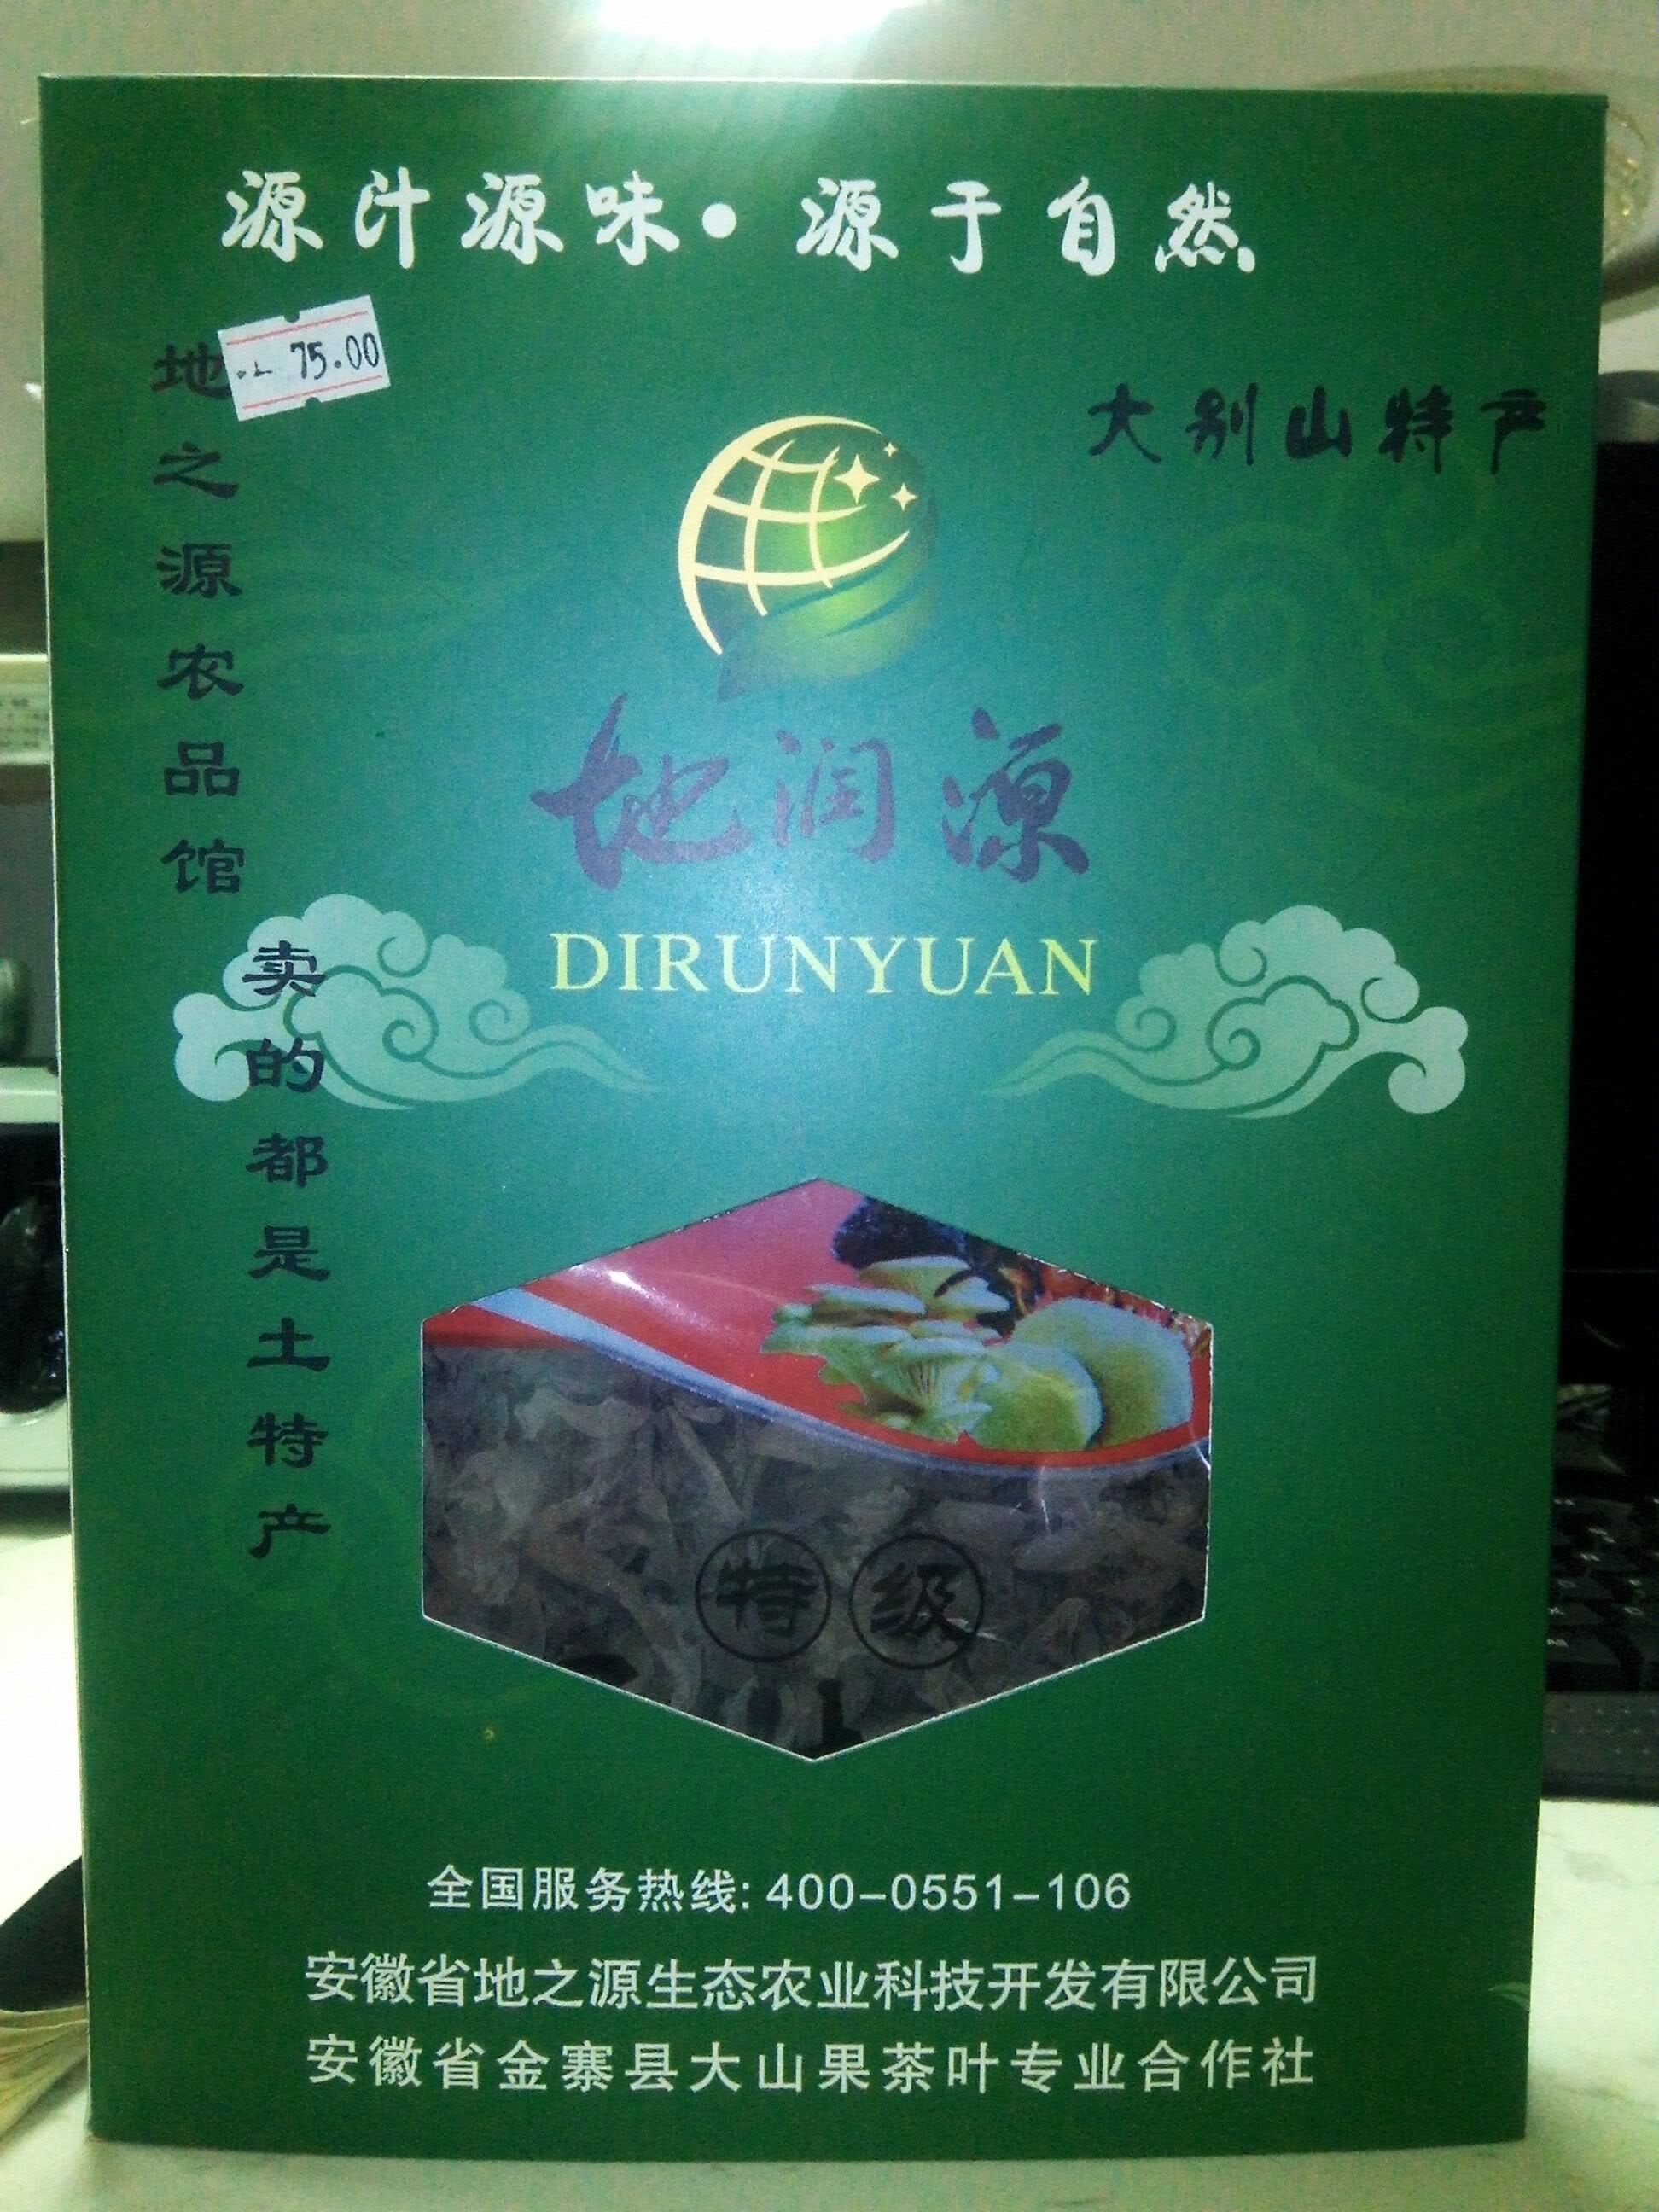 源汁源味·源于自然
75.00
大别山特产
地之源农品馆
卖的都是土特产
地润源
DIRUNYUAN
特级
全国服务热线:400-0551-106
安徽省地之源生态农业科技开发有限公司
安徽省金寨县大山果茶叶专业合作社